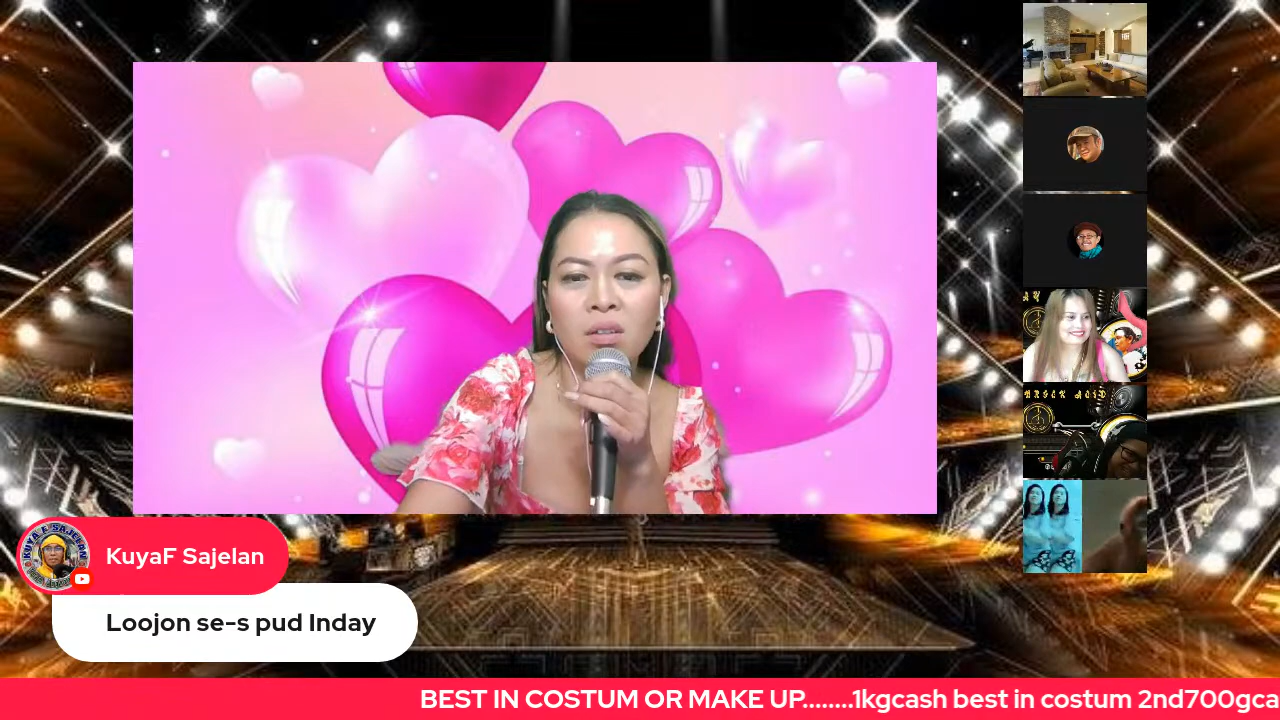 KuyaF Sajelan
Loojon se-s pud Inday
BEST IN COSTUM OR MAKE UP........1kgcash best in costum 2nd700gca